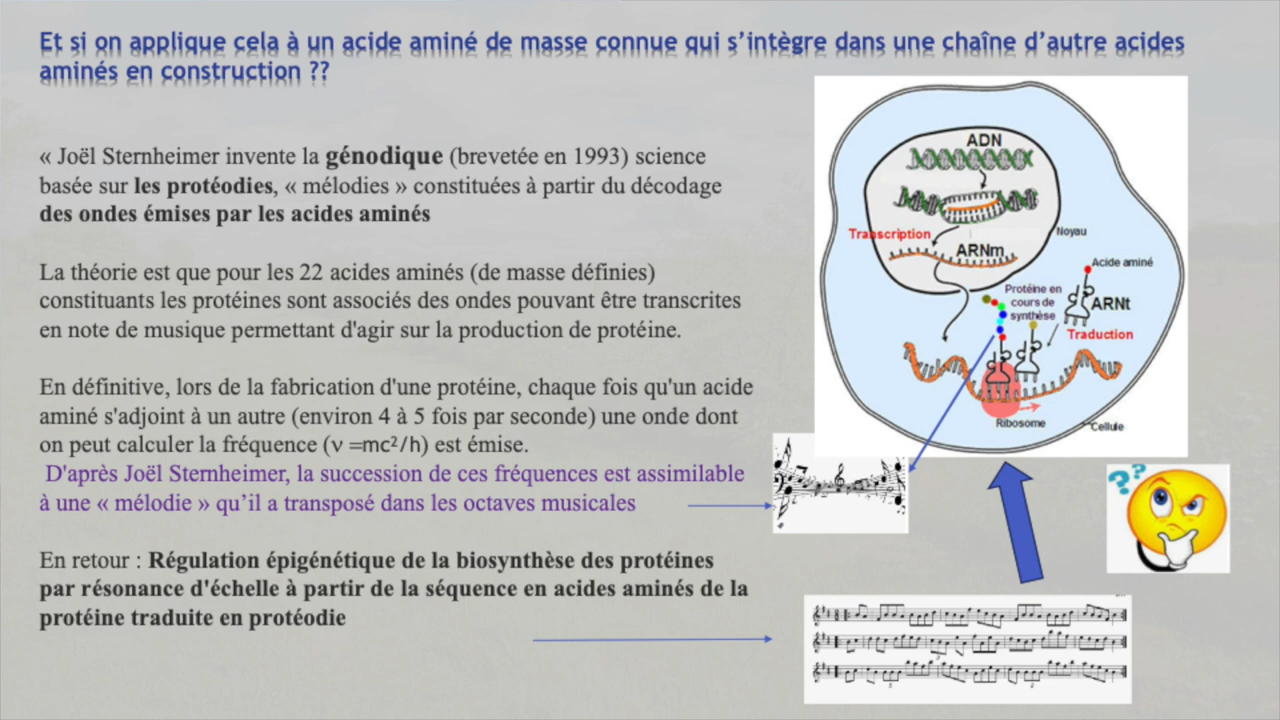 Et si on applique cela à un acide aminé de masse connue qui s'intègre dans une chaîne d'autre acides
aminés en construction ??
« Joël Sternheimer invente la génodique (brevetée en 1993) science
basée sur les protéodies, « mélodies » constituées à partir du décodage
des ondes émises par les acides aminés
La théorie est que pour les 22 acides aminés (de masse définies)
constituants les protéines sont associés des ondes pouvant être transcrites
en note de musique permettant d'agir sur la production de protéine.
En définitive, lors de la fabrication d'une protéine, chaque fois qu'un acide
aminé s'adjoint à un autre (environ 4 à 5 fois par seconde) une onde dont
on peut calculer la fréquence (ν =mc²/h) est émise.
D'après Joël Sternheimer, la succession de ces fréquences est assimilable
à une « mélodie » qu'il a transposé dans les octaves musicales
En retour : Régulation épigénétique de la biosynthèse des protéines
par résonance d'échelle à partir de la séquence en acides aminés de la
protéine traduite en protéodie
ADN
Transcription
ARNm
Noyau
Acide aminé
Protéine en
cours de
synthèse
ARNt
Traduction
Ribosome
Cellule